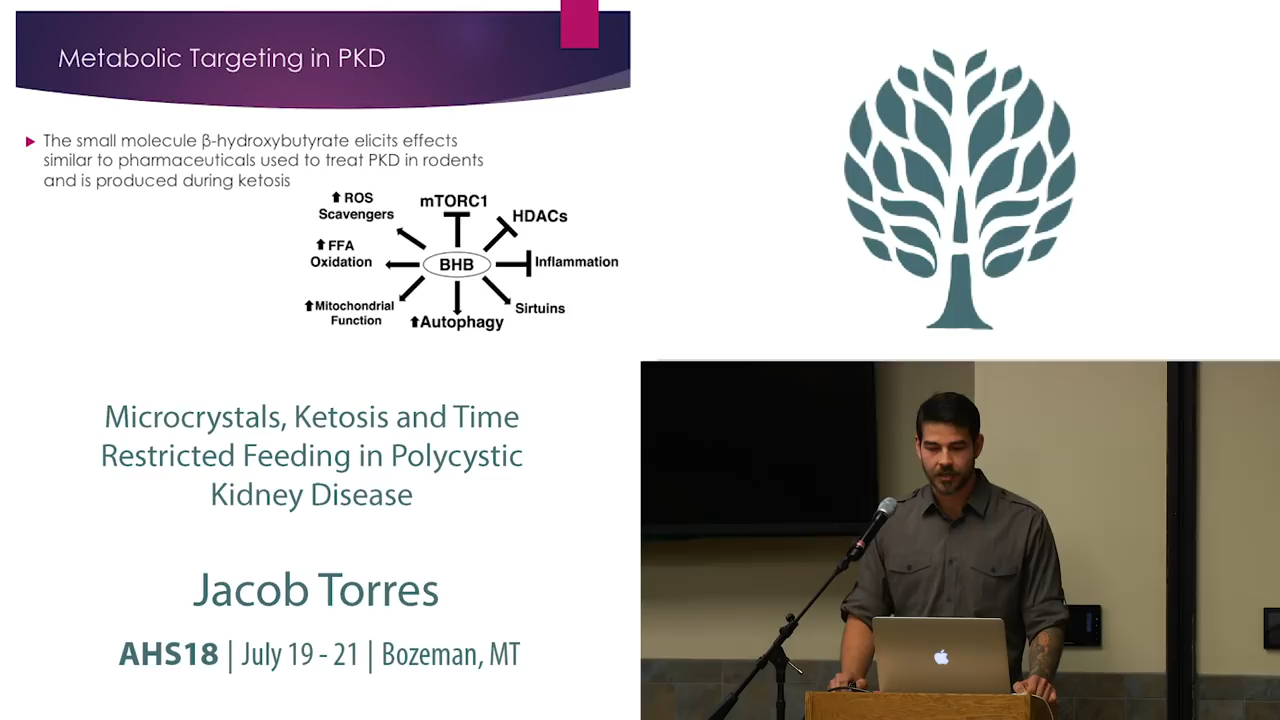 Metabolic Targeting in PKD
The small molecule β-hydroxybutyrate elicits effects
similar to pharmaceuticals used to treat PKD in rodents
and is produced during ketosis
ROS
Scavengers
mTORC1
HDACs
FFA
Oxidation
BHB
Inflammation
Mitochondrial
Function
Autophagy
Sirtuins
Microcrystals, Ketosis and Time
Restricted Feeding in Polycystic
Kidney Disease
Jacob Torres
AHS18 | July 19 - 21 | Bozeman, MT